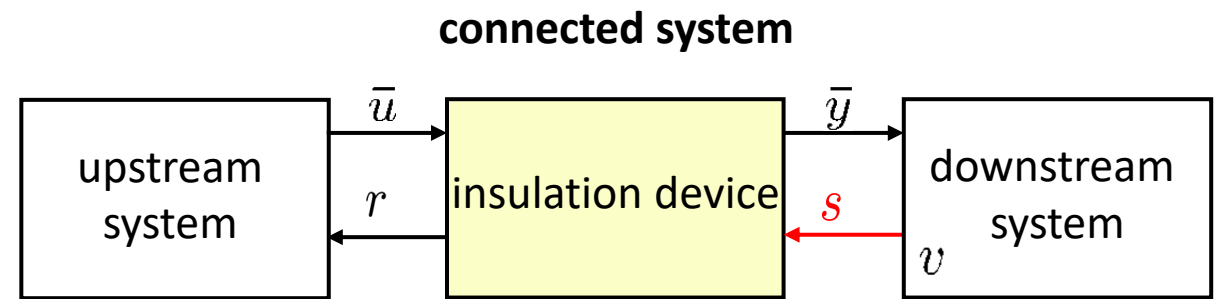 connected system
u̅
y̅
upstream
system
r
insulation device
s
downstream
system
v